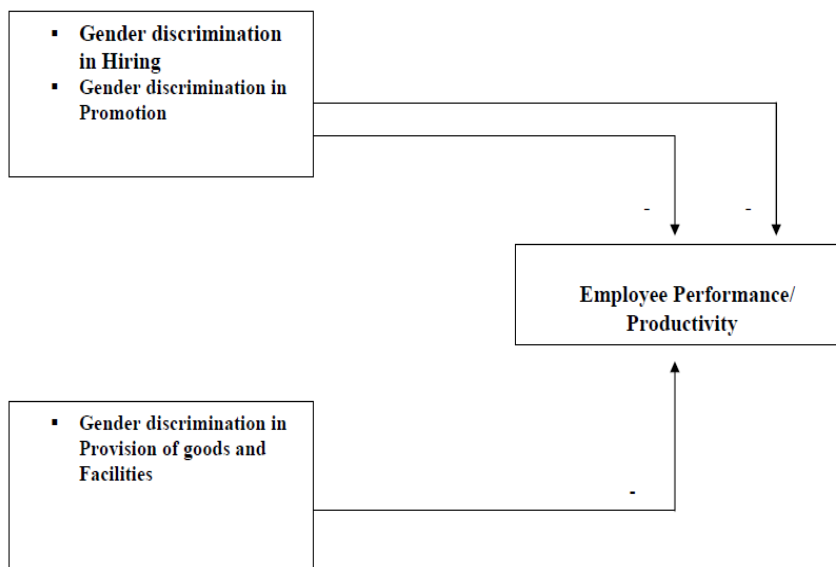 ▪ Gender discrimination
in Hiring
▪ Gender discrimination in
Promotion
- -
Employee Performance/
Productivity
▪ Gender discrimination in
Provision of goods and
Facilities
-